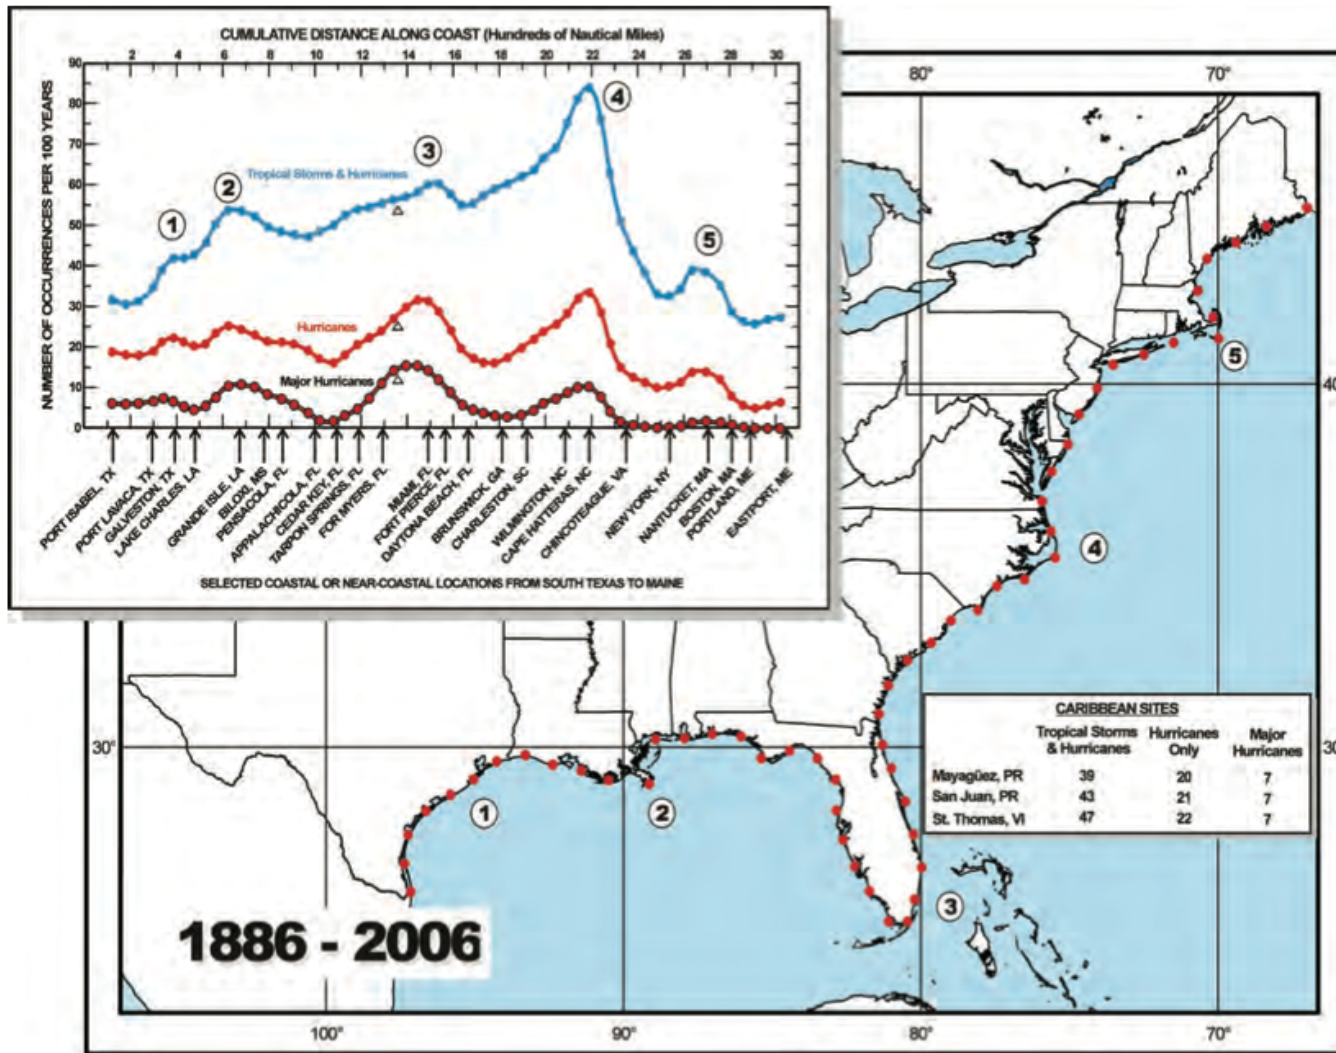 CUMULATIVE DISTANCE ALONG COAST (Hundreds of Nautical Miles)
2 4 6 8 10 12 14 16 18 20 22 24 26 28 30
NUMBER OF OCCURRENCES PER 100 YEARS
90
80
70
60
50
40
30
20
10
0
1
2
3
4
5
Tropical Storms & Hurricanes
Hurricanes
Major Hurricanes
PORT ISABEL, TX
PORT LAVACA, TX
GALVESTON, TX
LAKE CHARLES, LA
GRANDE ISLE, LA
BILOXI, MS
PENSACOLA, FL
APPALACHICOLA, FL
CEDAR KEY, FL
TARPON SPRINGS, FL
FOR MYERS, FL
MIAMI, FL
FORT PIERCE, FL
DAYTONA BEACH, FL
BRUNSWICK, GA
CHARLESTON, SC
WILMINGTON, NC
CAPE HATTERAS, NC
CHINCOTEAGUE, VA
NEW YORK, NY
NANTUCKET, MA
BOSTON, MA
PORTLAND, ME
EASTPORT, ME
SELECTED COASTAL OR NEAR-COASTAL LOCATIONS FROM SOUTH TEXAS TO MAINE
80° 70°
5
40
4
CARIBBEAN SITES
Tropical Storms & Hurricanes Hurricanes Only Major Hurricanes
Mayagüez, PR 39 20 7
San Juan, PR 43 21 7
St. Thomas, VI 47 22 7
30° 30
1 2
3
1886 - 2006
100° 90° 80° 70°